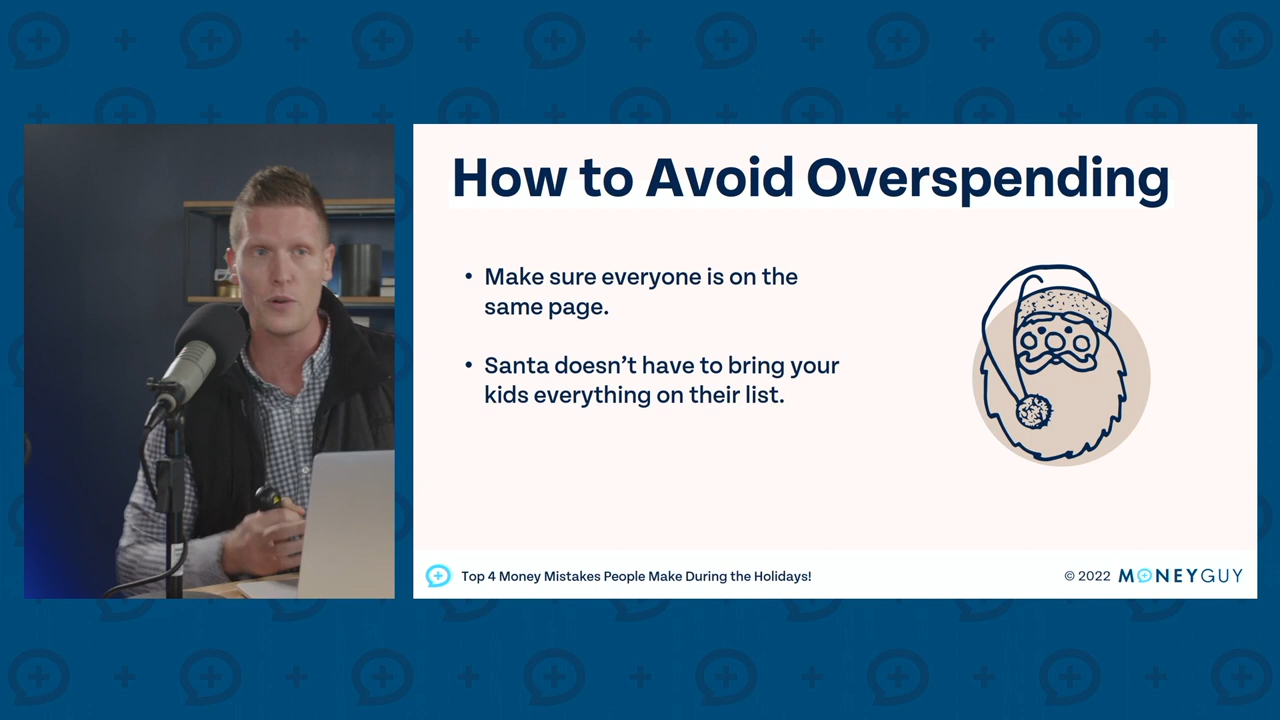 How to Avoid Overspending
• Make sure everyone is on the
same page.
• Santa doesn’t have to bring your
kids everything on their list.
Top 4 Money Mistakes People Make During the Holidays!
© 2022 MONEYGUY